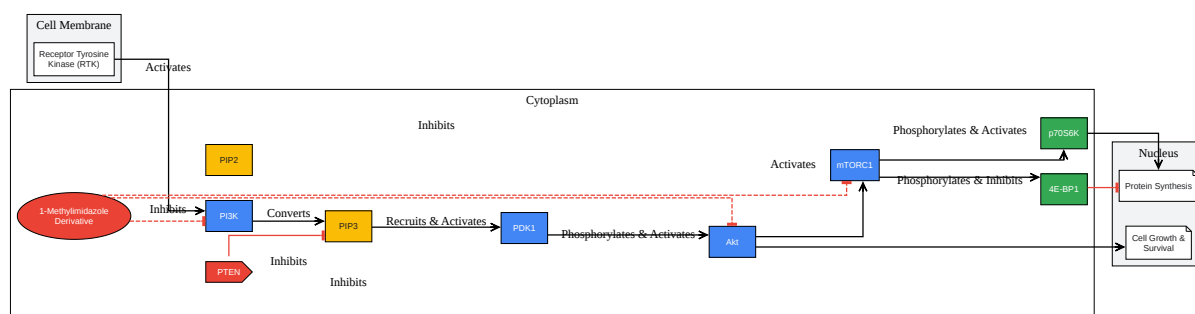 Cell Membrane
Receptor Tyrosine
Kinase (RTK)
Activates
Cytoplasm
Inhibits
PIP2
1-Methylimidazole
Derivative
Inhibits
PI3K
Converts
PIP3
Recruits & Activates
PDK1
Phosphorylates & Activates
Akt
PTEN
Inhibits
Inhibits
Activates
mTORC1
Phosphorylates & Activates
p70S6K
Phosphorylates & Inhibits
4E-BP1
Nucleus
Protein Synthesis
Cell Growth &
Survival